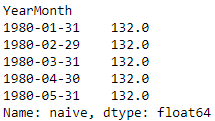 YearMonth
1980-01-31    132.0
1980-02-29    132.0
1980-03-31    132.0
1980-04-30    132.0
1980-05-31    132.0
Name: naive, dtype: float64